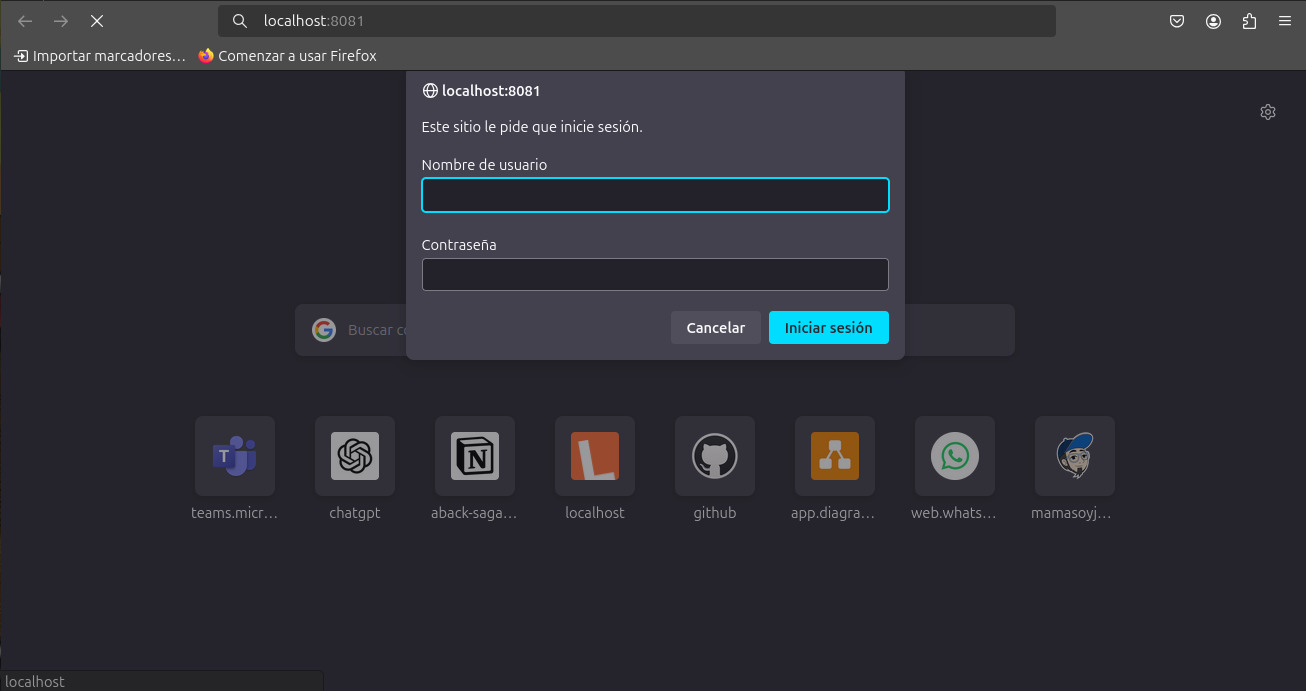 localhost:8081
Importar marcadores… Comenzar a usar Firefox
localhost:8081
Este sitio le pide que inicie sesión.
Nombre de usuario
Contraseña
Cancelar Iniciar sesión
Buscar
teams.micr… chatgpt aback-saga… localhost github app.diagra… web.whats… mamasoyj…
localhost